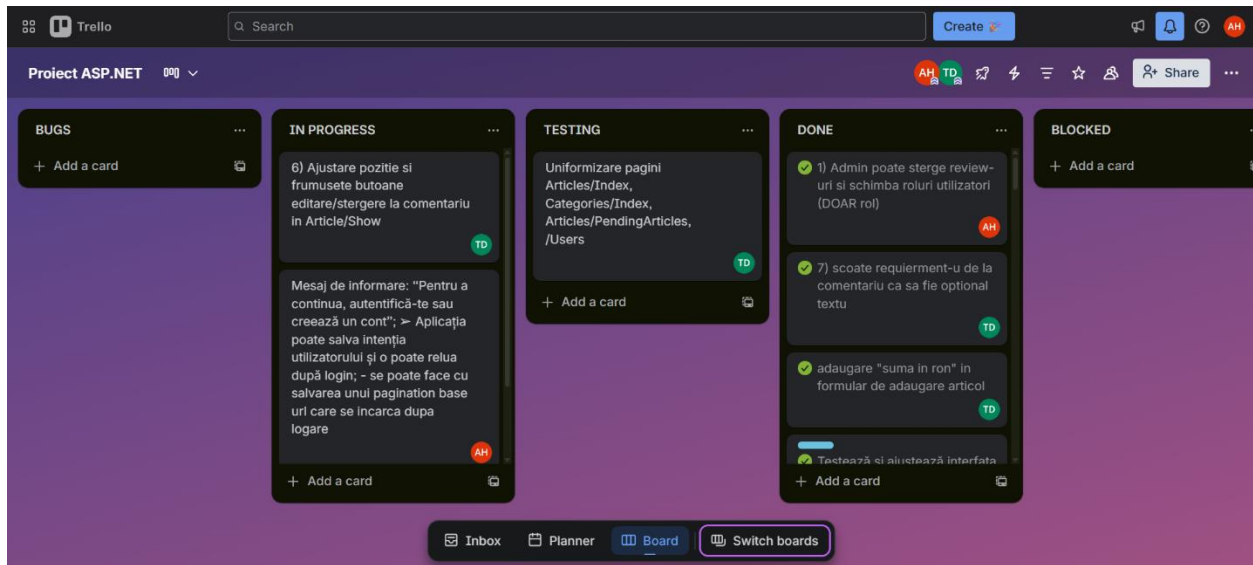 Trello
Search
Create
AH
Proiect ASP.NET
AH
TD
Share
BUGS
+ Add a card
IN PROGRESS
6) Ajustare pozitie si
frumusete butoane
editare/stergere la comentariu
in Article/Show
TD
Mesaj de informare: "Pentru a
continua, autentifică-te sau
creează un cont"; ➢ Aplicația
poate salva intenția
utilizatorului și o poate relua
după login; - se poate face cu
salvarea unui pagination base
url care se incarca dupa
logare
AH
+ Add a card
TESTING
Uniformizare pagini
Articles/Index,
Categories/Index,
Articles/PendingArticles,
/Users
TD
+ Add a card
DONE
1) Admin poate sterge review-
uri si schimba roluri utilizatori
(DOAR rol)
AH
7) scoate requierment-u de la
comentariu ca sa fie optional
textu
TD
adaugare "suma in ron" in
formular de adaugare articol
TD
Testează si ajustează interfata
+ Add a card
BLOCKED
+ Add a card
Inbox
Planner
Board
Switch boards